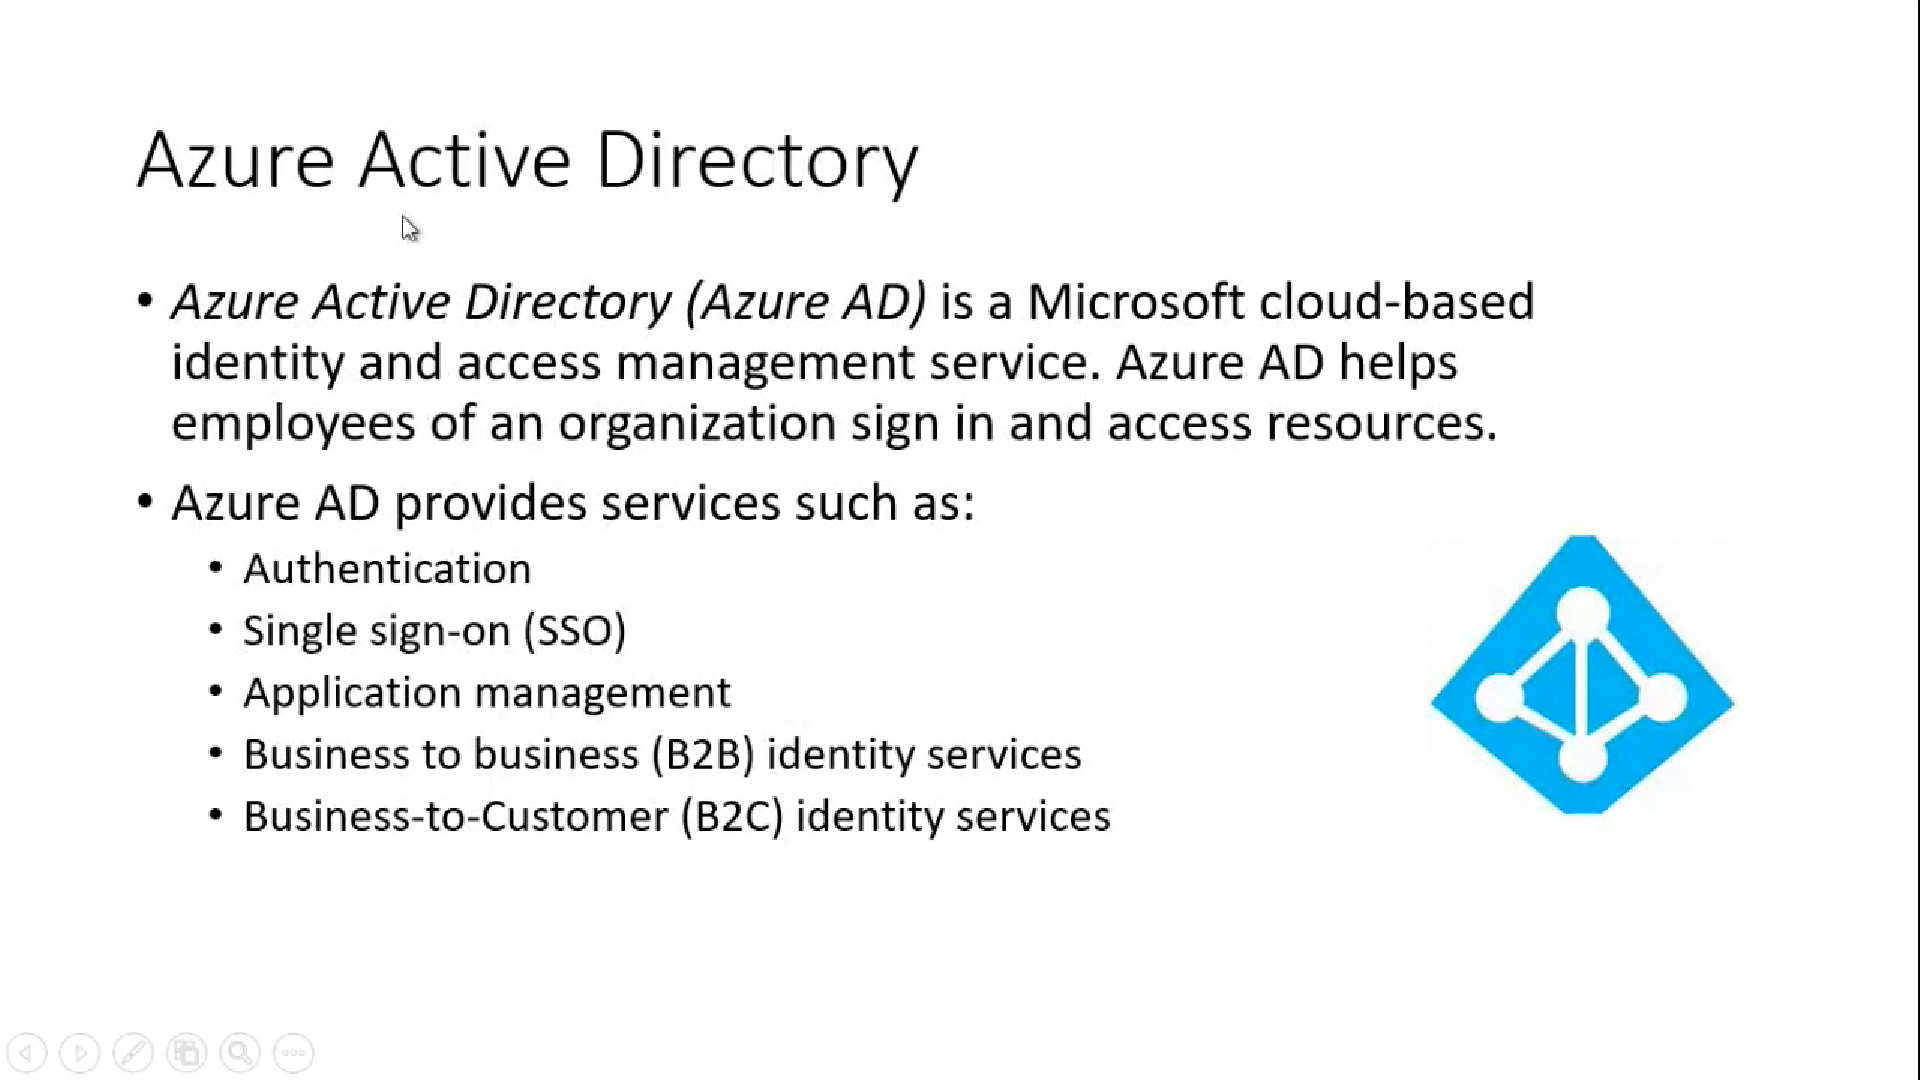 Azure Active Directory
• Azure Active Directory (Azure AD) is a Microsoft cloud-based
identity and access management service. Azure AD helps
employees of an organization sign in and access resources.
• Azure AD provides services such as:
• Authentication
• Single sign-on (SSO)
• Application management
• Business to business (B2B) identity services
• Business-to-Customer (B2C) identity services